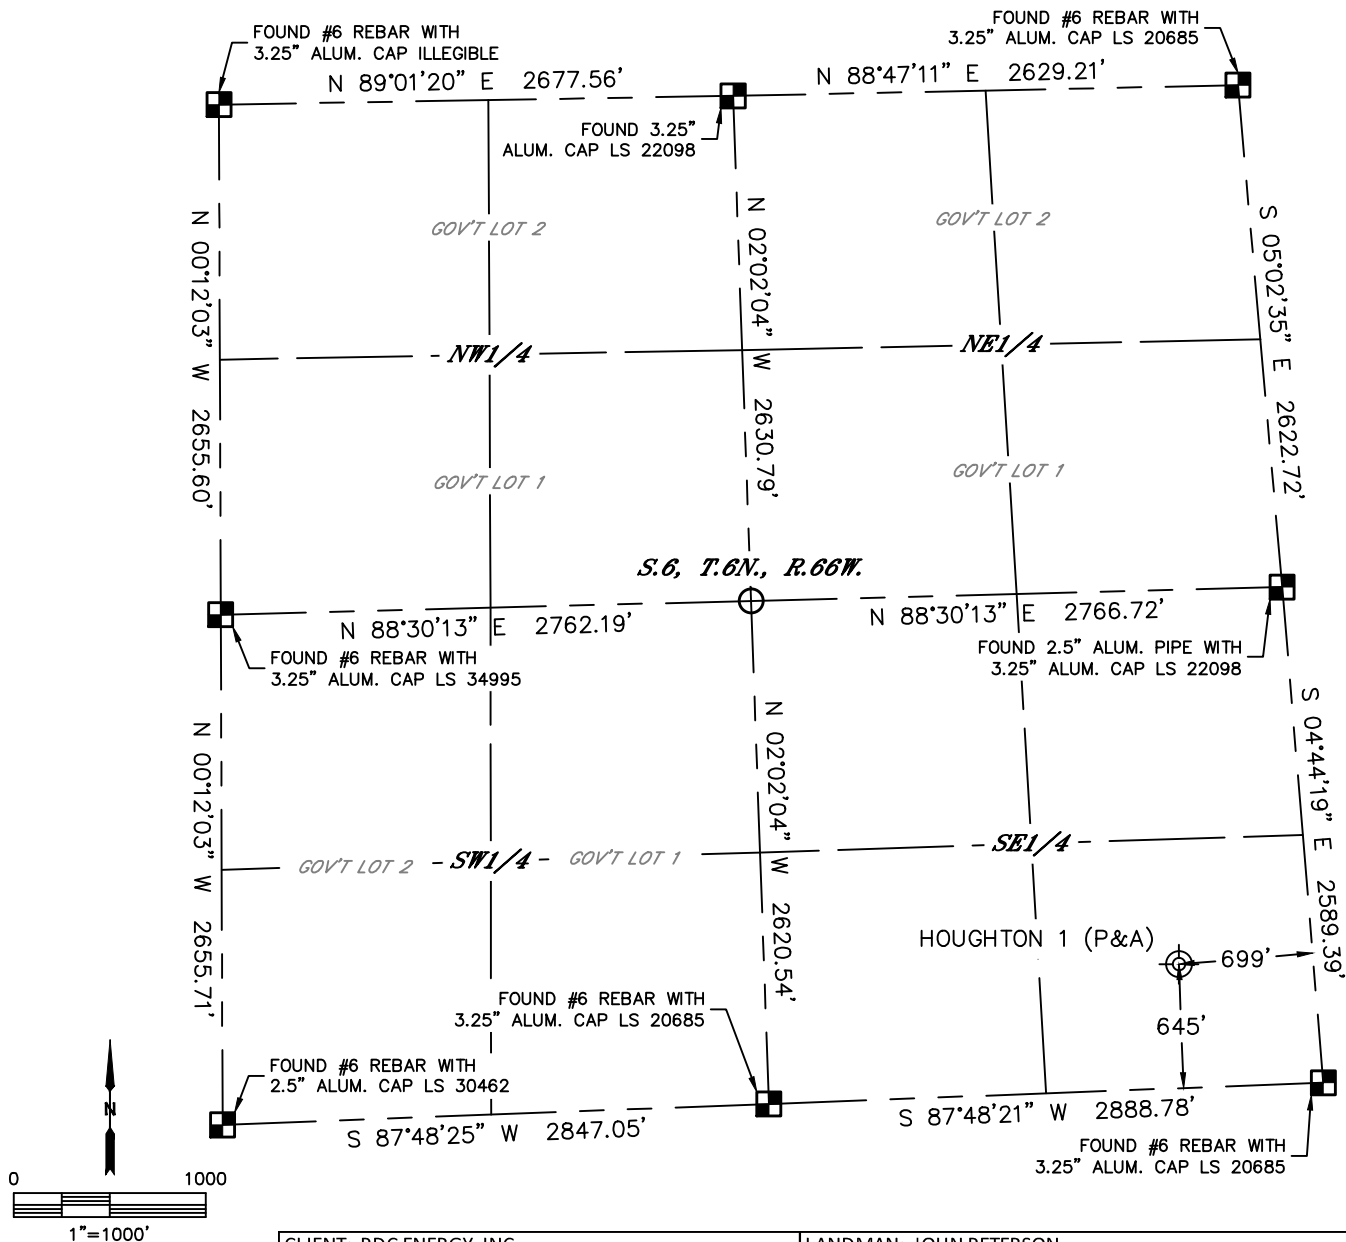 FOUND #6 REBAR WITH
3.25" ALUM. CAP ILLEGIBLE
FOUND #6 REBAR WITH
3.25" ALUM. CAP LS 20685
N 89°01'20" E 2677.56'
N 88°47'11" E 2629.21'
FOUND 3.25"
ALUM. CAP LS 22098
N 00°12'03" W 2655.60'
GOV'T LOT 2
N 02°02'04" W 2630.79'
GOV'T LOT 2
S 05°02'35" E 2622.72'
NW1/4
NE1/4
GOV'T LOT 1
GOV'T LOT 1
S.6, T.6N., R.66W.
N 88°30'13" E 2762.19'
N 88°30'13" E 2766.72'
FOUND #6 REBAR WITH
3.25" ALUM. CAP LS 34995
FOUND 2.5" ALUM. PIPE WITH
3.25" ALUM. CAP LS 22098
N 00°12'03" W 2655.71'
N 02°02'04" W 2620.54'
S 04°44'19" E 2589.39'
GOV'T LOT 2
SW1/4
GOV'T LOT 1
SE1/4
HOUGHTON 1 (P&A)
699'
645'
FOUND #6 REBAR WITH
3.25" ALUM. CAP LS 20685
FOUND #6 REBAR WITH
2.5" ALUM. CAP LS 30462
S 87°48'25" W 2847.05'
S 87°48'21" W 2888.78'
FOUND #6 REBAR WITH
3.25" ALUM. CAP LS 20685
N
0 1000
1"=1000'
CLIENT: PDC ENERGY, INC.
LANDMAN: JOHN PETERSON